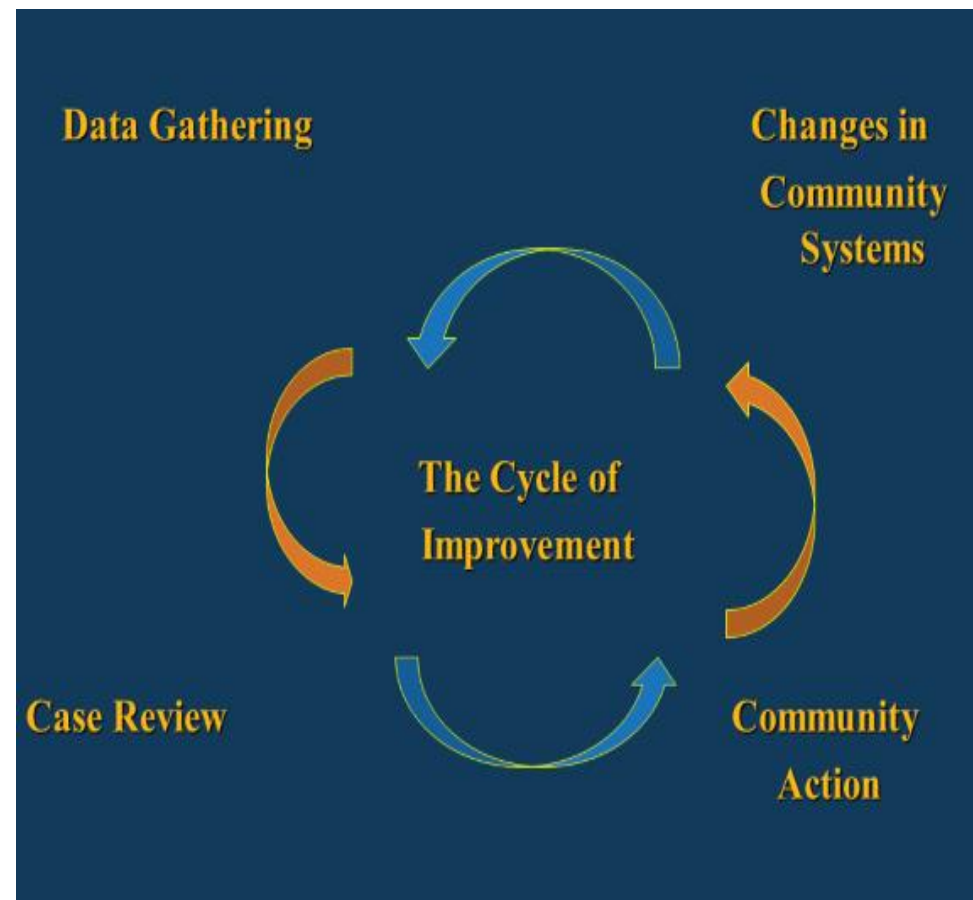 Data Gathering
Changes in
Community
Systems
The Cycle of
Improvement
Case Review
Community
Action